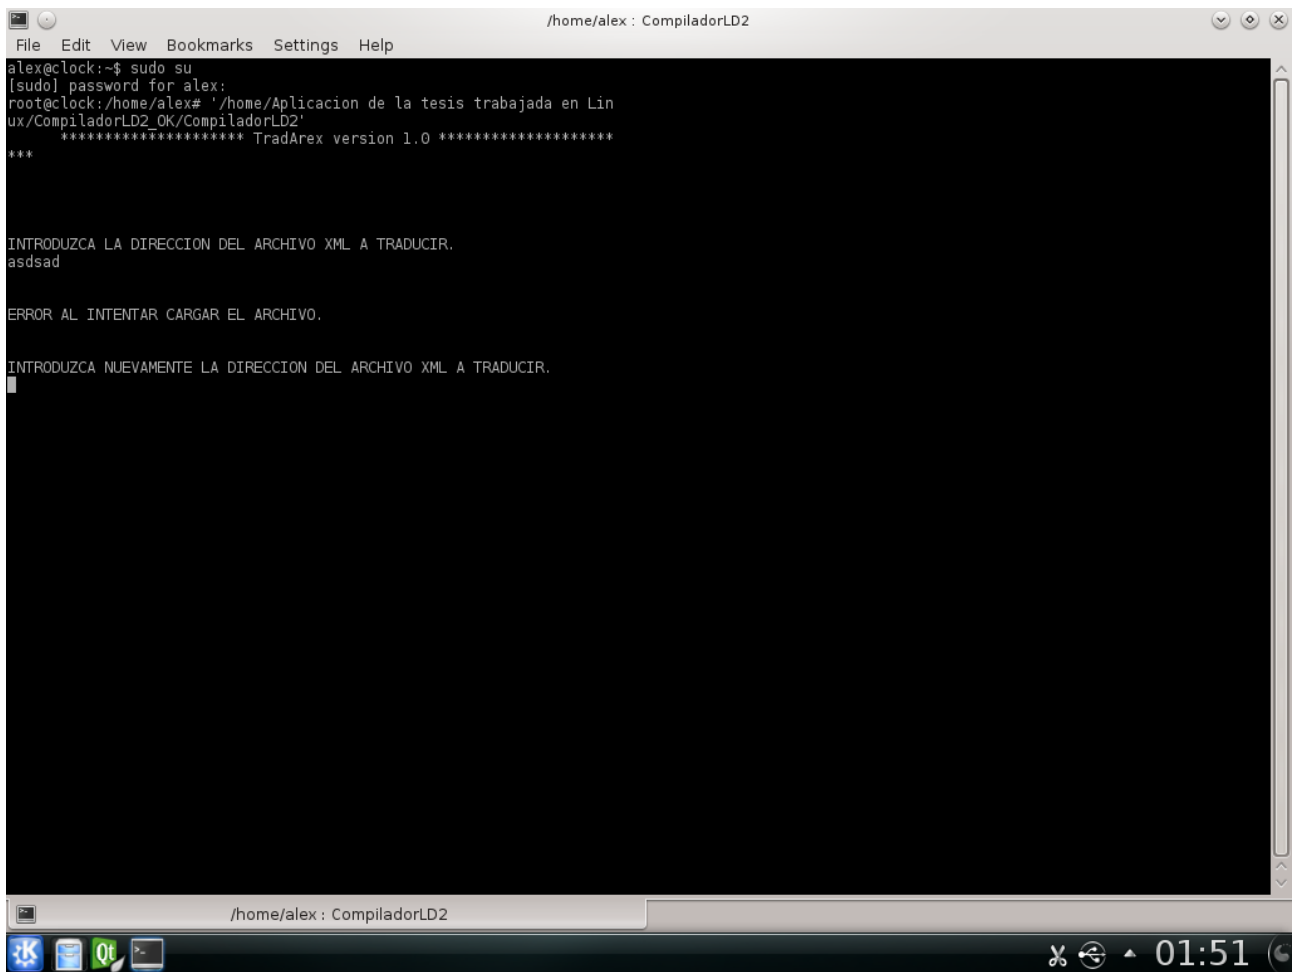 /home/alex : CompiladorLD2
File Edit View Bookmarks Settings Help
alex@clock:~$ sudo su
[sudo] password for alex:
root@clock:/home/alex# '/home/Aplicacion de la tesis trabajada en Lin
ux/CompiladorLD2_OK/CompiladorLD2'
********************* TradArex version 1.0 ********************
***
INTRODUZCA LA DIRECCION DEL ARCHIVO XML A TRADUCIR.
asdsad
ERROR AL INTENTAR CARGAR EL ARCHIVO.
INTRODUZCA NUEVAMENTE LA DIRECCION DEL ARCHIVO XML A TRADUCIR.
/home/alex : CompiladorLD2
Qt
01:51